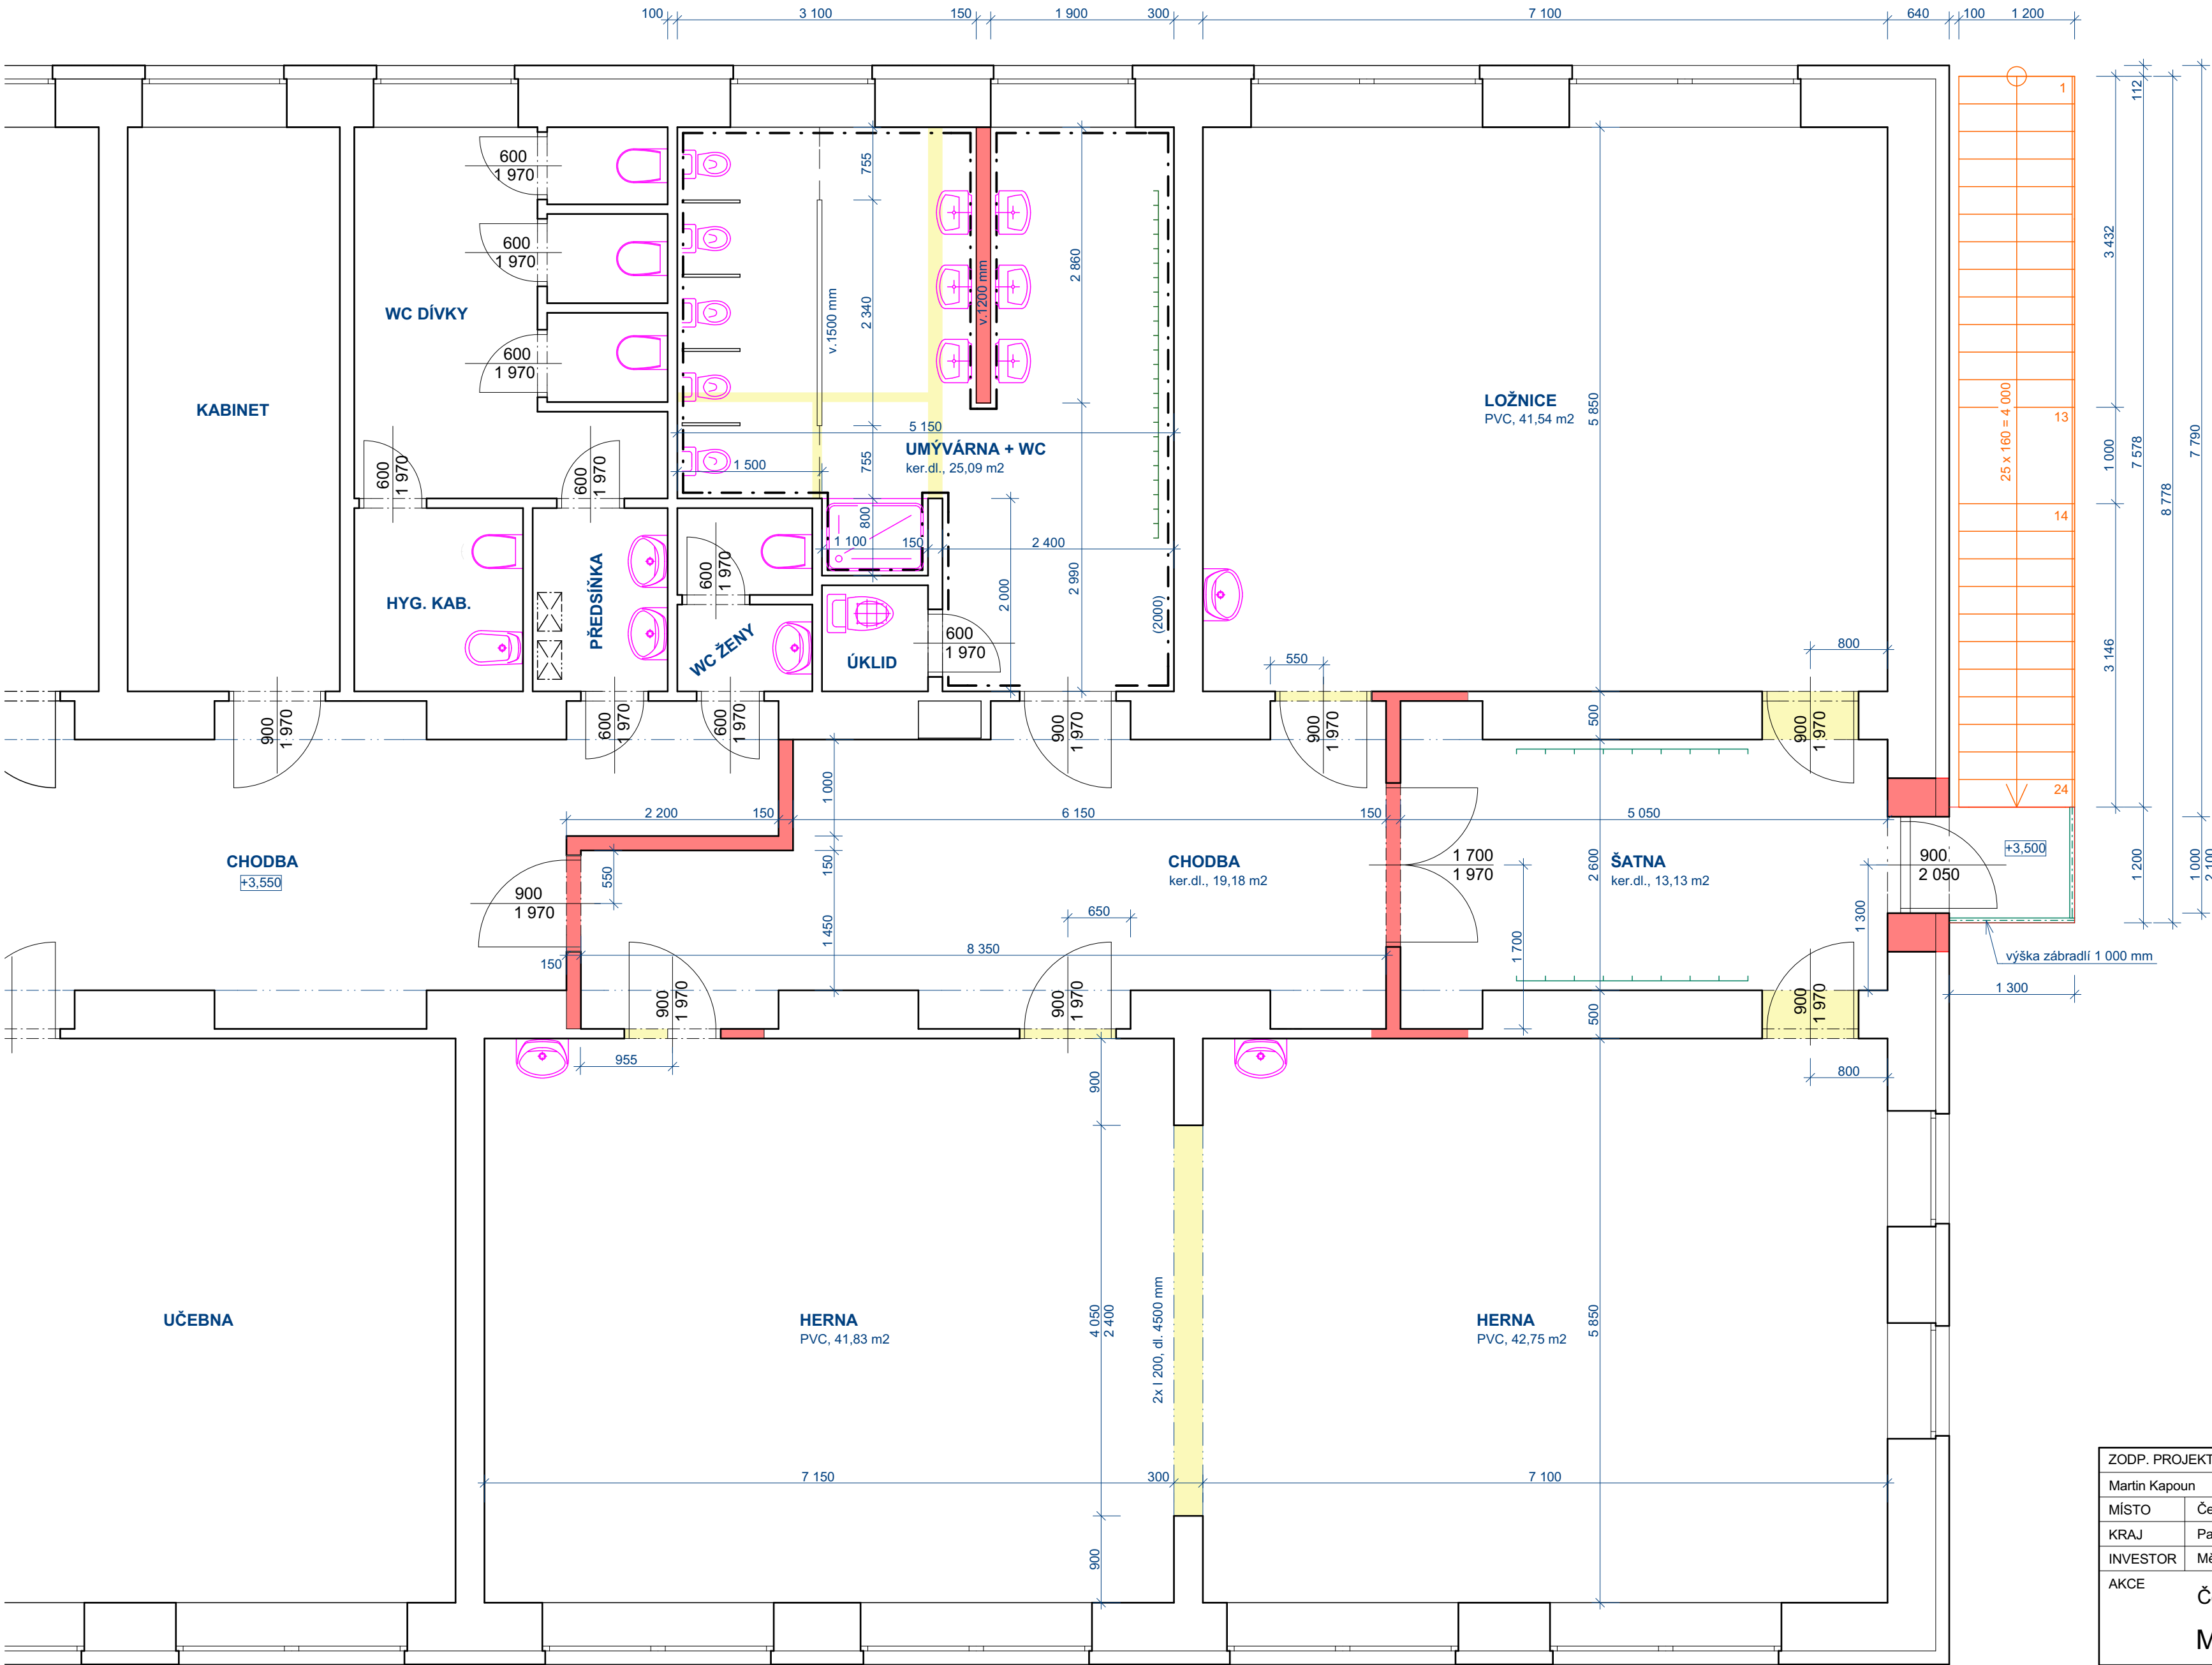 100 3 100 150 1 900 300 7 100 640 100 1 200
600
1 970
600
1 970
600
1 970
WC DÍVKY
KABINET
755
2 340
v.1500 mm
v.1200 mm
2 860
5 150
UMÝVÁRNA + WC
ker.dl., 25,09 m2
1 500
755
800
1 100 150 2 400
2 000
2 990
(2000)
LOŽNICE
PVC, 41,54 m2
5 850
1
13
14
24
25 x 160 = 4 000
112
3 432
1 000
7 578
8 778
7 790
3 146
1 200
1 000
2 100
600
1 970
600
1 970
HYG. KAB.
PŘEDSÍŇKA
600
1 970
WC ŽENY
ÚKLID
600
1 970
550
800
900
1 970
600
1 970
600
1 970
900
1 970
900
1 970
500
900
1 970
1 000
2 200 150 6 150 150 5 050
CHODBA
+3,550
150
550
900
1 970
1 450
CHODBA
ker.dl., 19,18 m2
1 700
1 970
2 600
ŠATNA
ker.dl., 13,13 m2
900
2 050
+3,500
650
8 350
150
1 700
1 300
výška zábradlí 1 000 mm
1 300
900
1 970
900
1 970
500
900
1 970
955
900
800
UČEBNA
HERNA
PVC, 41,83 m2
4 050
2 400
2x I 200, dl. 4500 mm
HERNA
PVC, 42,75 m2
5 850
7 150 300 7 100
900
ZODP. PROJEKT
Martin Kapoun
MÍSTO Če
KRAJ Pa
INVESTOR Mě
AKCE
Č
M